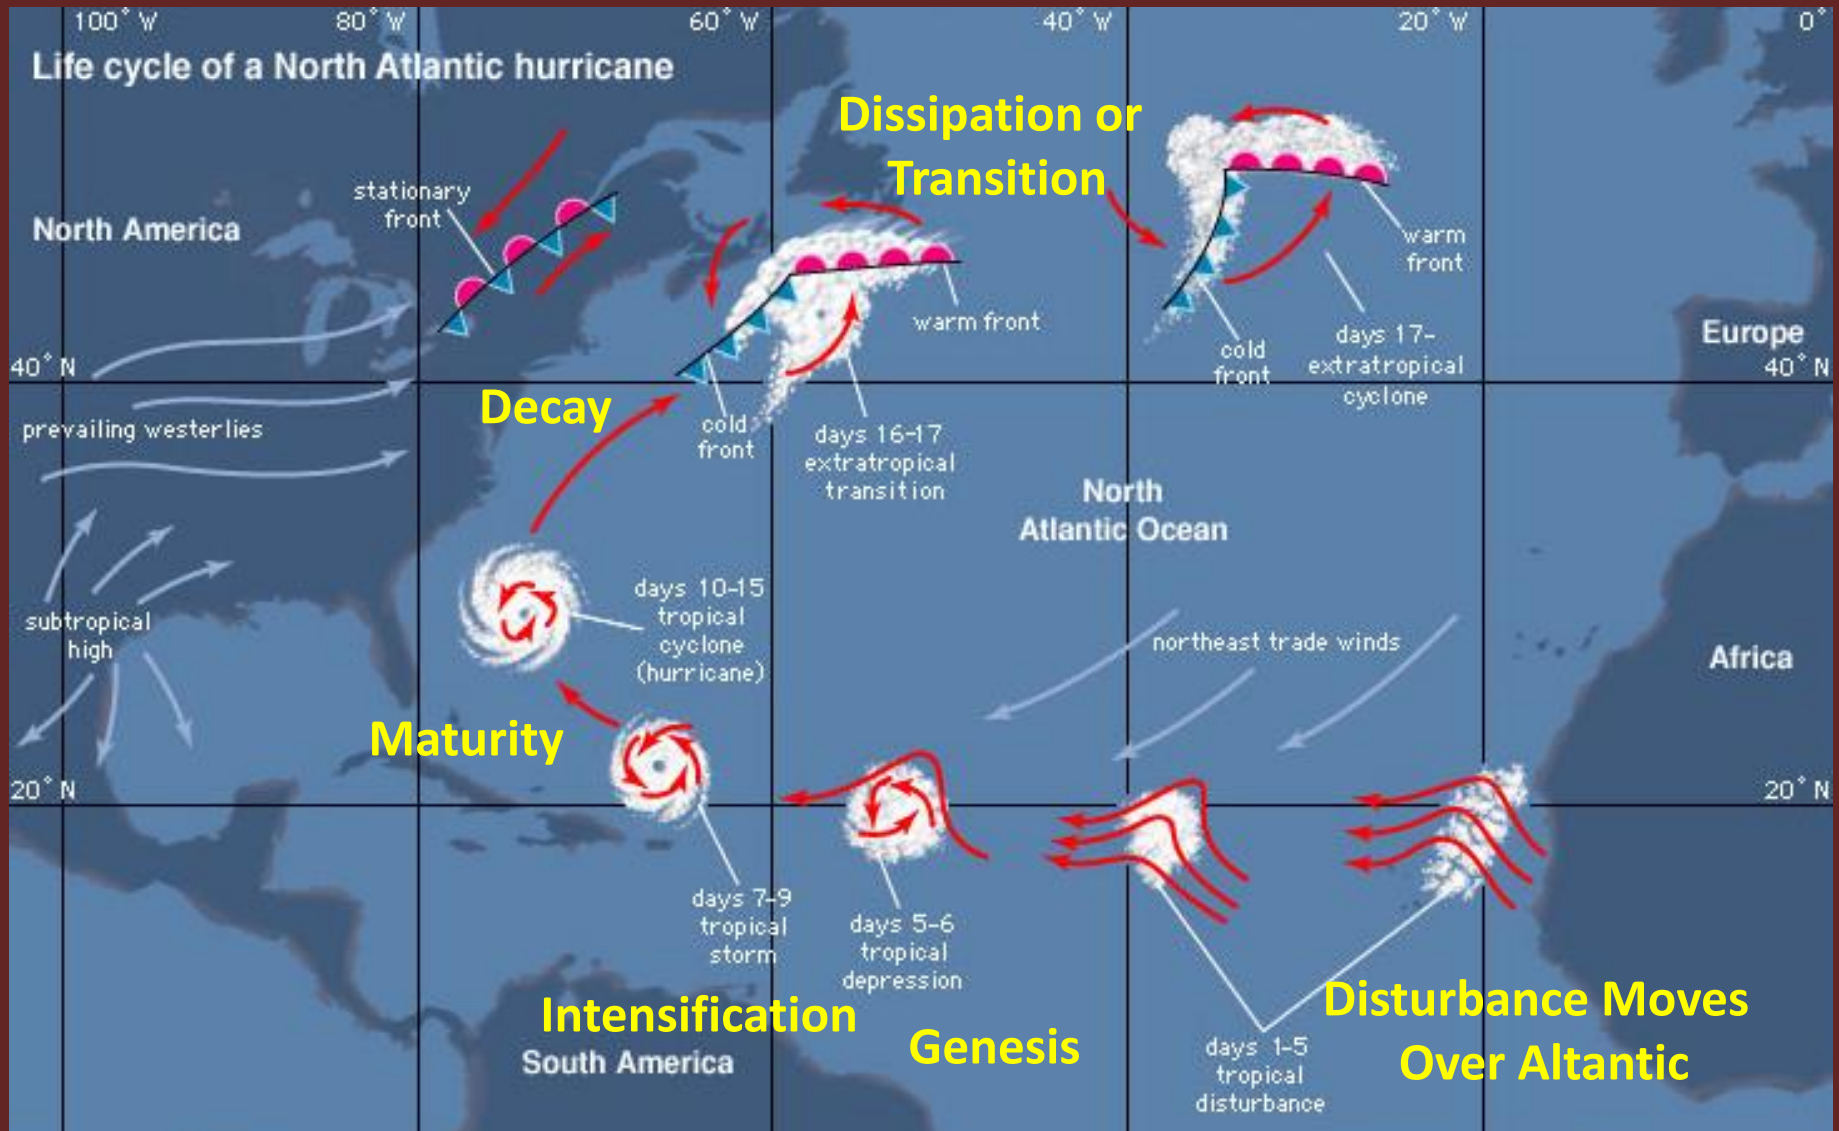 100° W
80° W
60° W
40° W
20° W
0°
Life cycle of a North Atlantic hurricane
Dissipation or
Transition
stationary
front
North America
warm
front
warm front
Europe
days 17-
extratropical
cyclone
cold
front
40° N
40° N
Decay
prevailing westerlies
cold
front
days 16-17
extratropical
transition
North
Atlantic Ocean
days 10-15
tropical
cyclone
(hurricane)
subtropical
high
northeast trade winds
Africa
Maturity
20° N
20° N
days 7-9
tropical
storm
days 5-6
tropical
depression
Intensification
Genesis
South America
Disturbance Moves
Over Altantic
days 1-5
tropical
disturbance